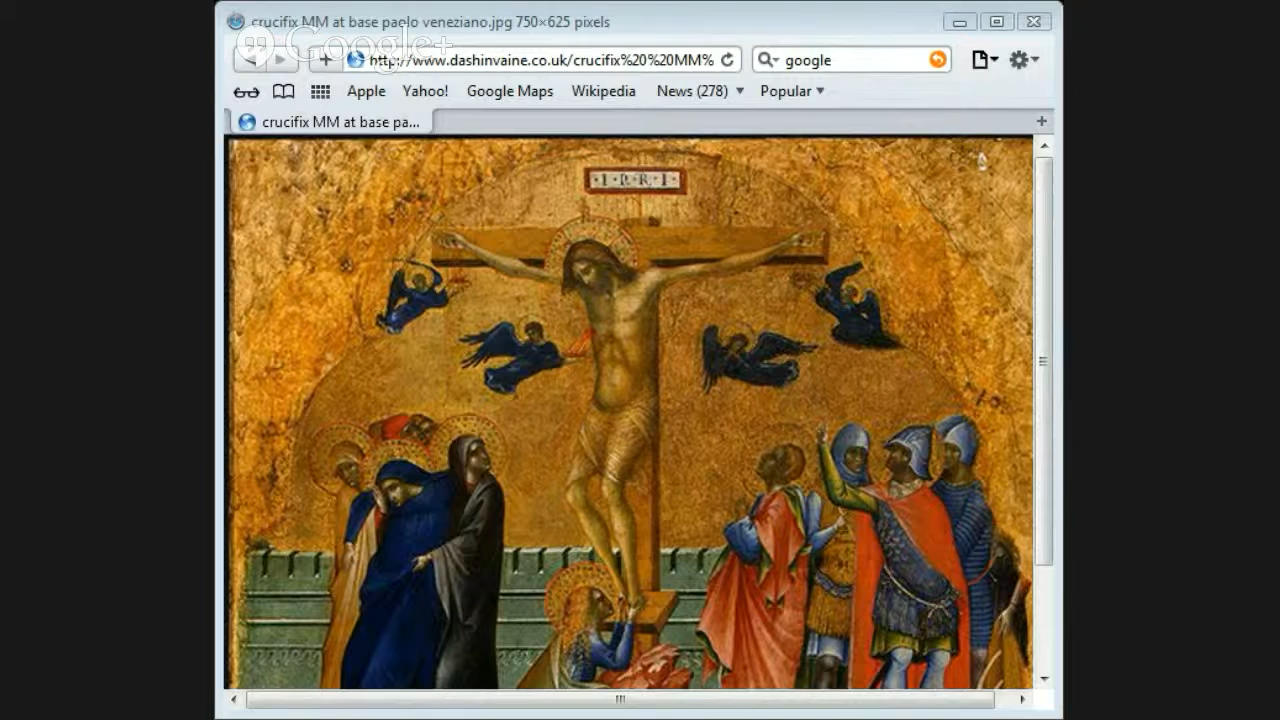 crucifix MM at base paolo veneziano.jpg 750×625 pixels
Google+
http://www.dashinvaine.co.uk/crucifix%20%20MM%
google
Apple Yahoo! Google Maps Wikipedia News (278) Popular
crucifix MM at base pa...